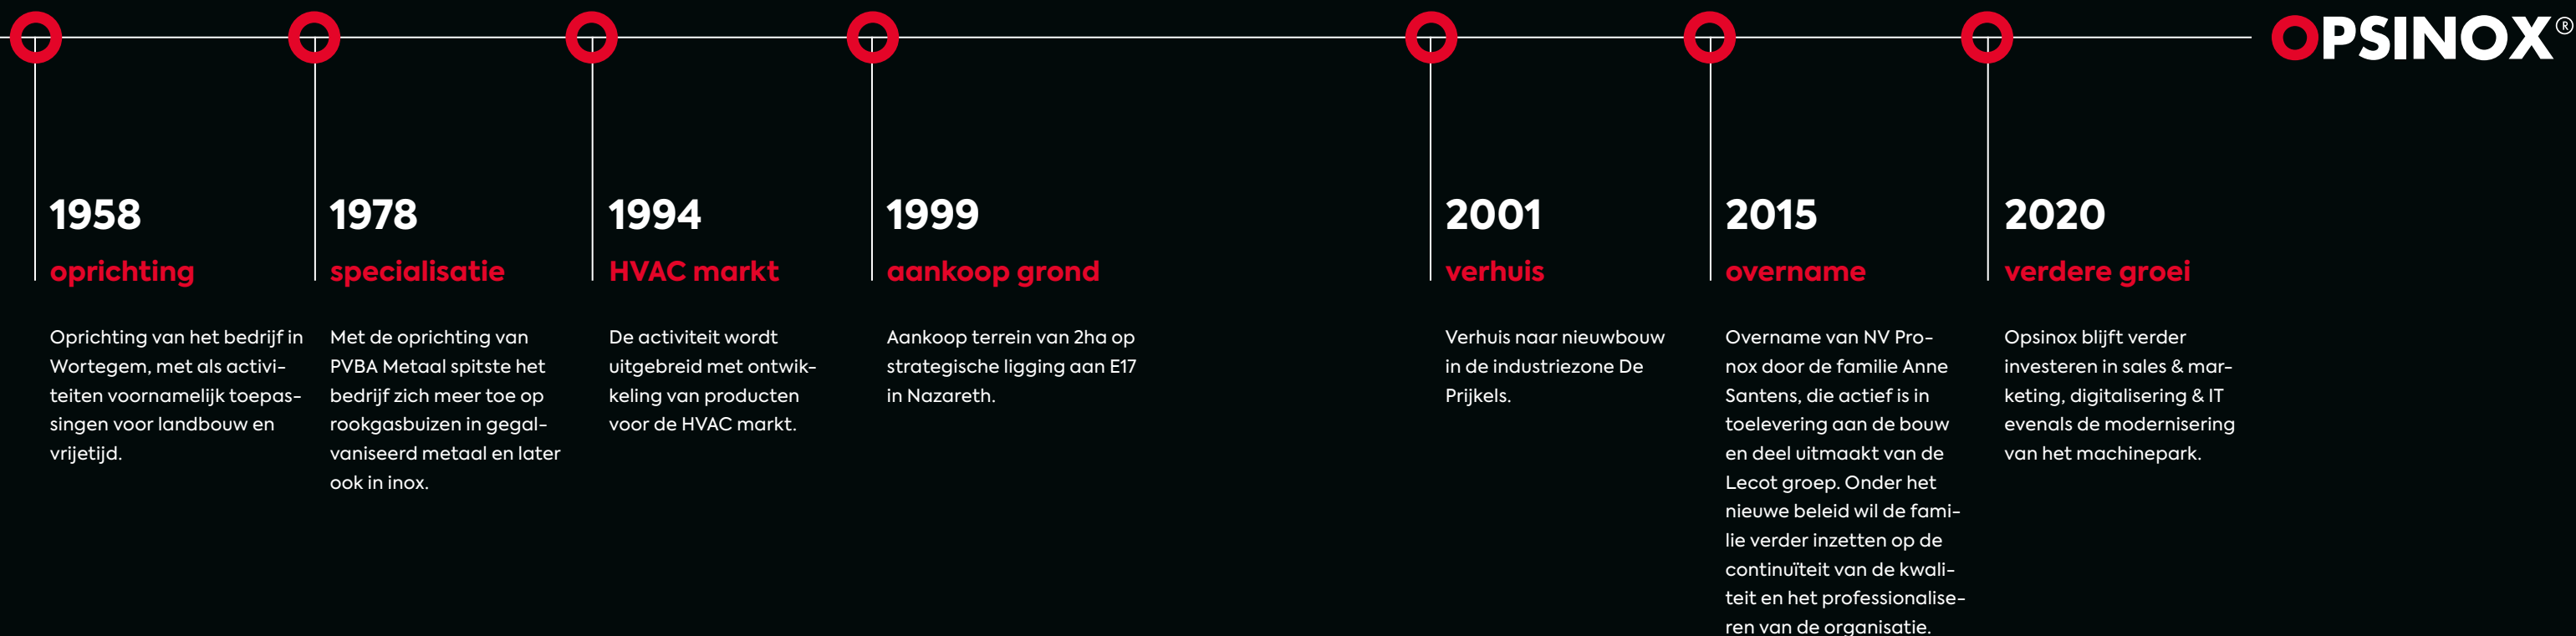 OPSINOX®
1958
oprichting
Oprichting van het bedrijf in
Wortegem, met als activi-
teiten voornamelijk toepas-
singen voor landbouw en
vrijetijd.
1978
specialisatie
Met de oprichting van
PVBA Metaal spitste het
bedrijf zich meer toe op
rookgasbuizen in gegal-
vaniseerd metaal en later
ook in inox.
1994
HVAC markt
De activiteit wordt
uitgebreid met ontwik-
keling van producten
voor de HVAC markt.
1999
aankoop grond
Aankoop terrein van 2ha op
strategische ligging aan E17
in Nazareth.
2001
verhuis
Verhuis naar nieuwbouw
in de industriezone De
Prijkels.
2015
overname
Overname van NV Pro-
nox door de familie Anne
Santens, die actief is in
toelevering aan de bouw
en deel uitmaakt van de
Lecot groep. Onder het
nieuwe beleid wil de fami-
lie verder inzetten op de
continuïteit van de kwali-
teit en het professionalise-
ren van de organisatie.
2020
verdere groei
Opsinox blijft verder
investeren in sales & mar-
keting, digitalisering & IT
evenals de modernisering
van het machinepark.